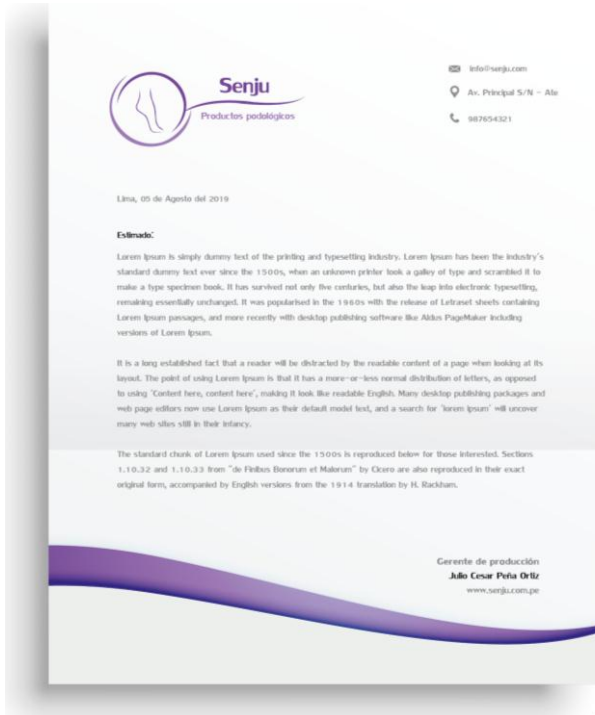 Senju
Productos podológicos
info@senju.com
Av. Principal S/N - Ate
987654321
Lima, 05 de Agosto del 2019
Estimado:
Lorem Ipsum is simply dummy text of the printing and typesetting industry. Lorem Ipsum has been the industry's
standard dummy text ever since the 1500s, when an unknown printer took a galley of type and scrambled it to
make a type specimen book. It has survived not only five centuries, but also the leap into electronic typesetting,
remaining essentially unchanged. It was popularised in the 1960s with the release of Letraset sheets containing
Lorem Ipsum passages, and more recently with desktop publishing software like Aldus PageMaker including
versions of Lorem Ipsum.
It is a long established fact that a reader will be distracted by the readable content of a page when looking at its
layout. The point of using Lorem Ipsum is that it has a more-or-less normal distribution of letters, as opposed
to using 'Content here, content here', making it look like readable English. Many desktop publishing packages and
web page editors now use Lorem Ipsum as their default model text, and a search for 'lorem ipsum' will uncover
many web sites still in their infancy.
The standard chunk of Lorem Ipsum used since the 1500s is reproduced below for those interested. Sections
1.10.32 and 1.10.33 from "de Finibus Bonorum et Malorum" by Cicero are also reproduced in their exact
original form, accompanied by English versions from the 1914 translation by H. Rackham.
Gerente de producción
Julio Cesar Peña Ortiz
www.senju.com.pe